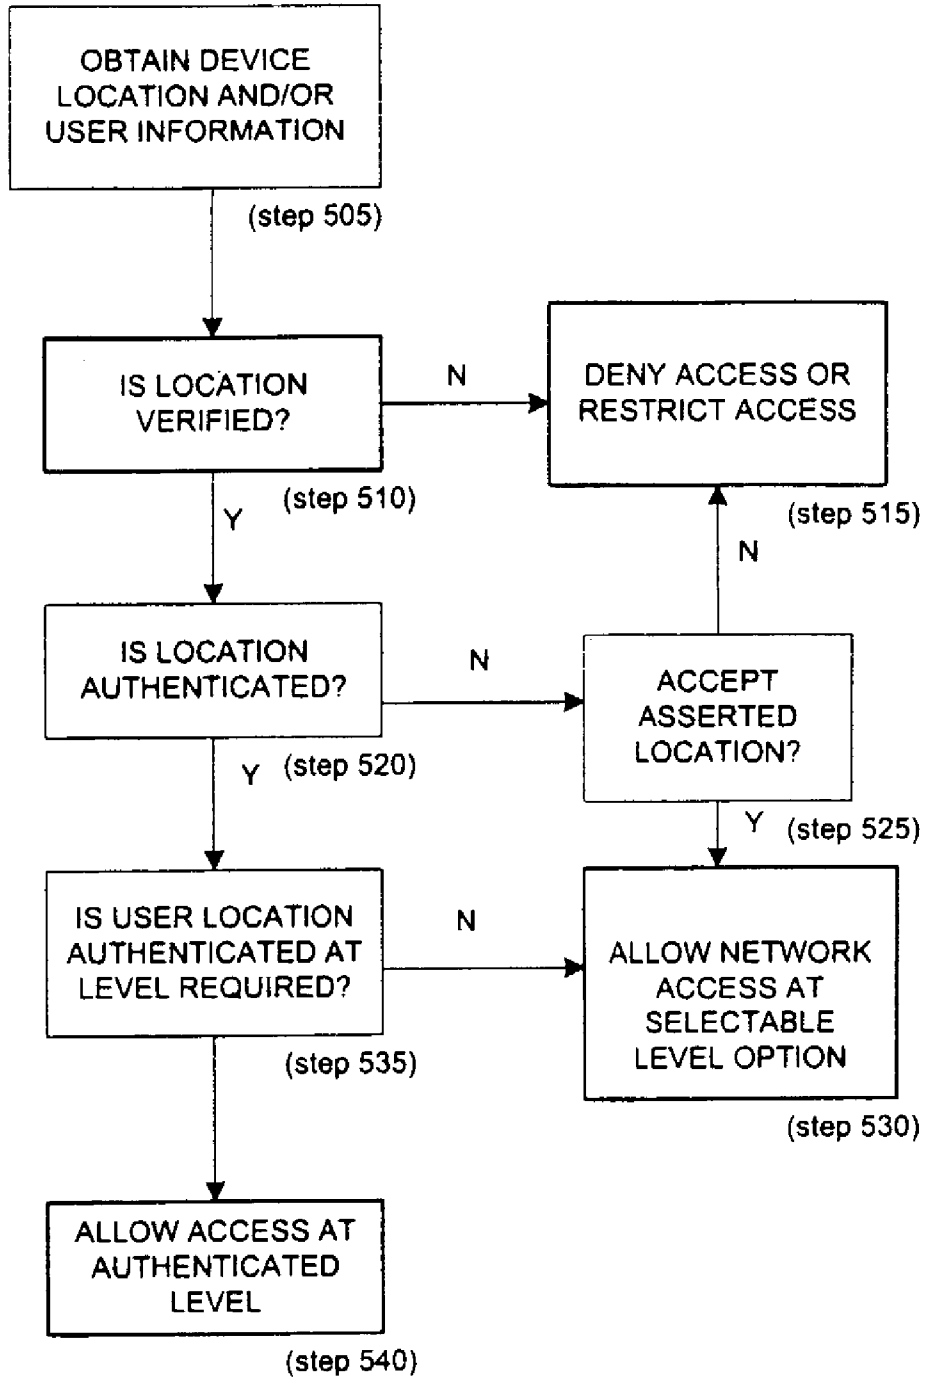 OBTAIN DEVICE
LOCATION AND/OR
USER INFORMATION
(step 505)
IS LOCATION
VERIFIED?
(step 510)
N
DENY ACCESS OR
RESTRICT ACCESS
(step 515)
Y
N
IS LOCATION
AUTHENTICATED?
(step 520)
N
ACCEPT
ASSERTED
LOCATION?
(step 525)
Y
Y
IS USER LOCATION
AUTHENTICATED AT
LEVEL REQUIRED?
(step 535)
N
ALLOW NETWORK
ACCESS AT
SELECTABLE
LEVEL OPTION
(step 530)
ALLOW ACCESS AT
AUTHENTICATED
LEVEL
(step 540)